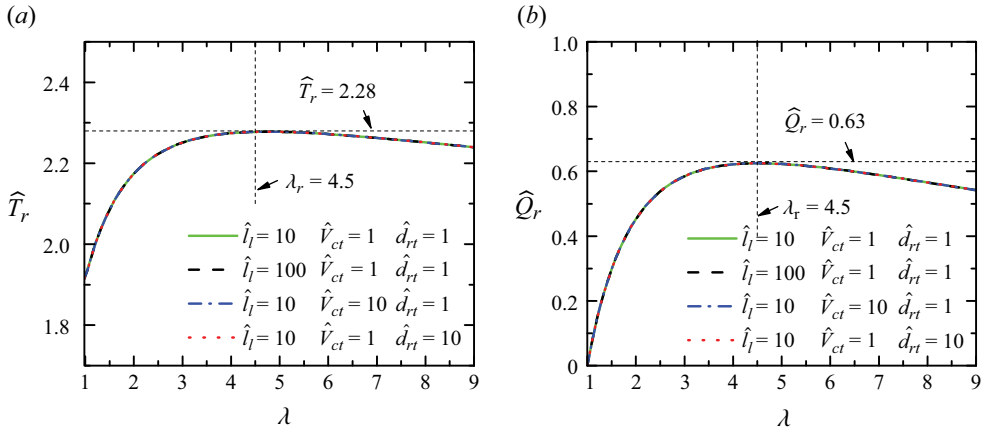 (a)
2.4
2.2
2.0
1.8
T̂r
T̂r = 2.28
λr = 4.5
l̂l = 10 V̂ct = 1 d̂rt = 1
l̂l = 100 V̂ct = 1 d̂rt = 1
l̂l = 10 V̂ct = 10 d̂rt = 1
l̂l = 10 V̂ct = 1 d̂rt = 10
1 2 3 4 5 6 7 8 9
λ
(b)
1.0
0.8
0.6
0.4
0.2
0
Q̂r
Q̂r = 0.63
λr = 4.5
l̂l = 10 V̂ct = 1 d̂rt = 1
l̂l = 100 V̂ct = 1 d̂rt = 1
l̂l = 10 V̂ct = 10 d̂rt = 1
l̂l = 10 V̂ct = 1 d̂rt = 10
1 2 3 4 5 6 7 8 9
λ